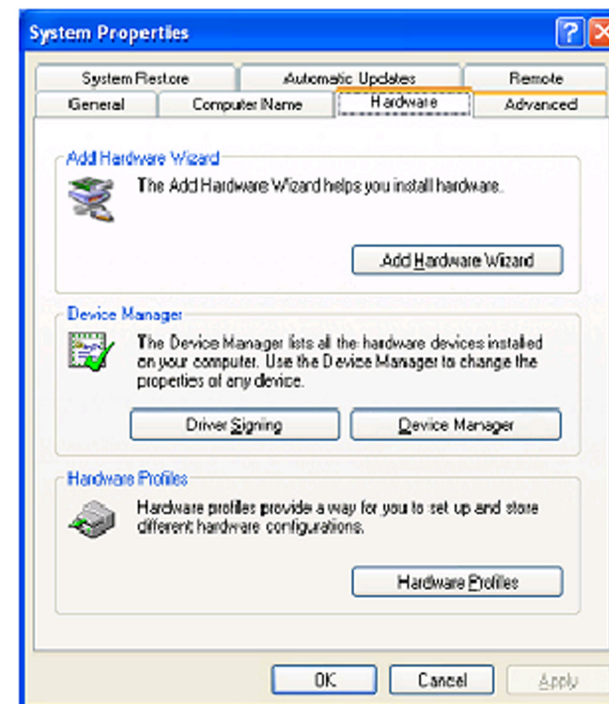 System Properties
System Restore Automatic Updates Remote
General Computer Name Hardware Advanced
Add Hardware Wizard
The Add Hardware Wizard helps you install hardware.
Add Hardware Wizard
Device Manager
The Device Manager lists all the hardware devices installed
on your computer. Use the Device Manager to change the
properties of any device.
Driver Signing Device Manager
Hardware Profiles
Hardware profiles provide a way for you to set up and store
different hardware configurations.
Hardware Profiles
OK Cancel Apply